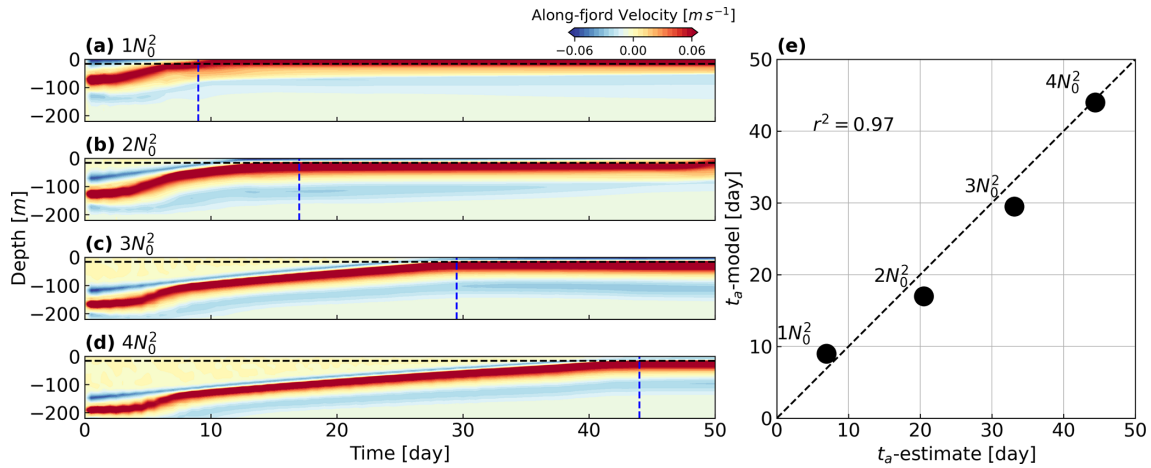 Along-fjord Velocity [m s⁻¹]
−0.06 0.00 0.06
(a) 1N₀²
0
−100
−200
(b) 2N₀²
0
−100
−200
(c) 3N₀²
0
−100
−200
(d) 4N₀²
0
−100
−200
Depth [m]
0 10 20 30 40 50
Time [day]
(e)
50
40
30
20
10
0
tₐ-model [day]
4N₀²
r² = 0.97
3N₀²
2N₀²
1N₀²
0 10 20 30 40 50
tₐ-estimate [day]